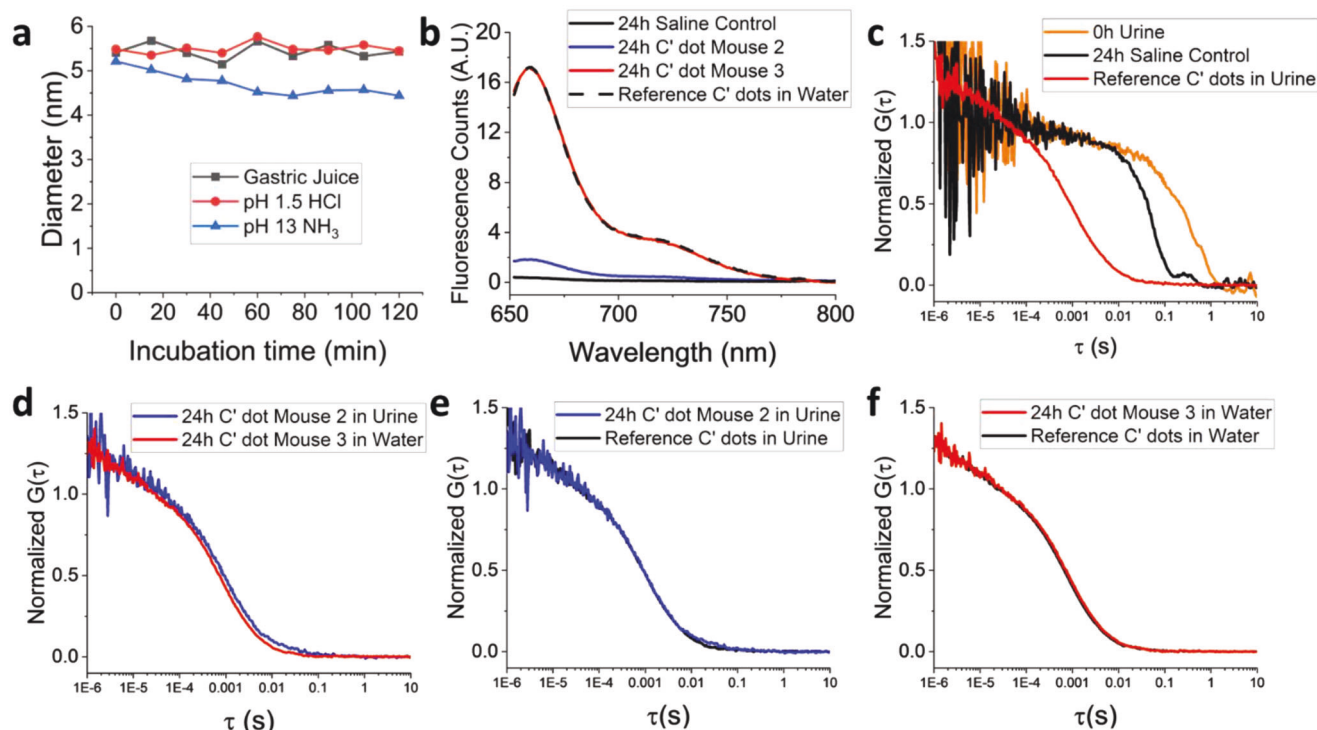 a
Diameter (nm)
6
5
4
3
2
1
0
Gastric Juice
pH 1.5 HCl
pH 13 NH₃
0 20 40 60 80 100 120
Incubation time (min)
b
Fluorescence Counts (A.U.)
20
16
12
8
4
0
24h Saline Control
24h C' dot Mouse 2
24h C' dot Mouse 3
Reference C' dots in Water
650 700 750 800
Wavelength (nm)
c
Normalized G(τ)
1.5
1.0
0.5
0.0
0h Urine
24h Saline Control
Reference C' dots in Urine
1E-6 1E-5 1E-4 0.001 0.01 0.1 1 10
τ (s)
d
Normalized G(τ)
1.5
1.0
0.5
0.0
24h C' dot Mouse 2 in Urine
24h C' dot Mouse 3 in Water
1E-6 1E-5 1E-4 0.001 0.01 0.1 1 10
τ (s)
e
Normalized G(τ)
1.5
1.0
0.5
0.0
24h C' dot Mouse 2 in Urine
Reference C' dots in Urine
1E-6 1E-5 1E-4 0.001 0.01 0.1 1 10
τ(s)
f
Normalized G(τ)
1.5
1.0
0.5
0.0
24h C' dot Mouse 3 in Water
Reference C' dots in Water
1E-6 1E-5 1E-4 0.001 0.01 0.1 1 10
τ(s)